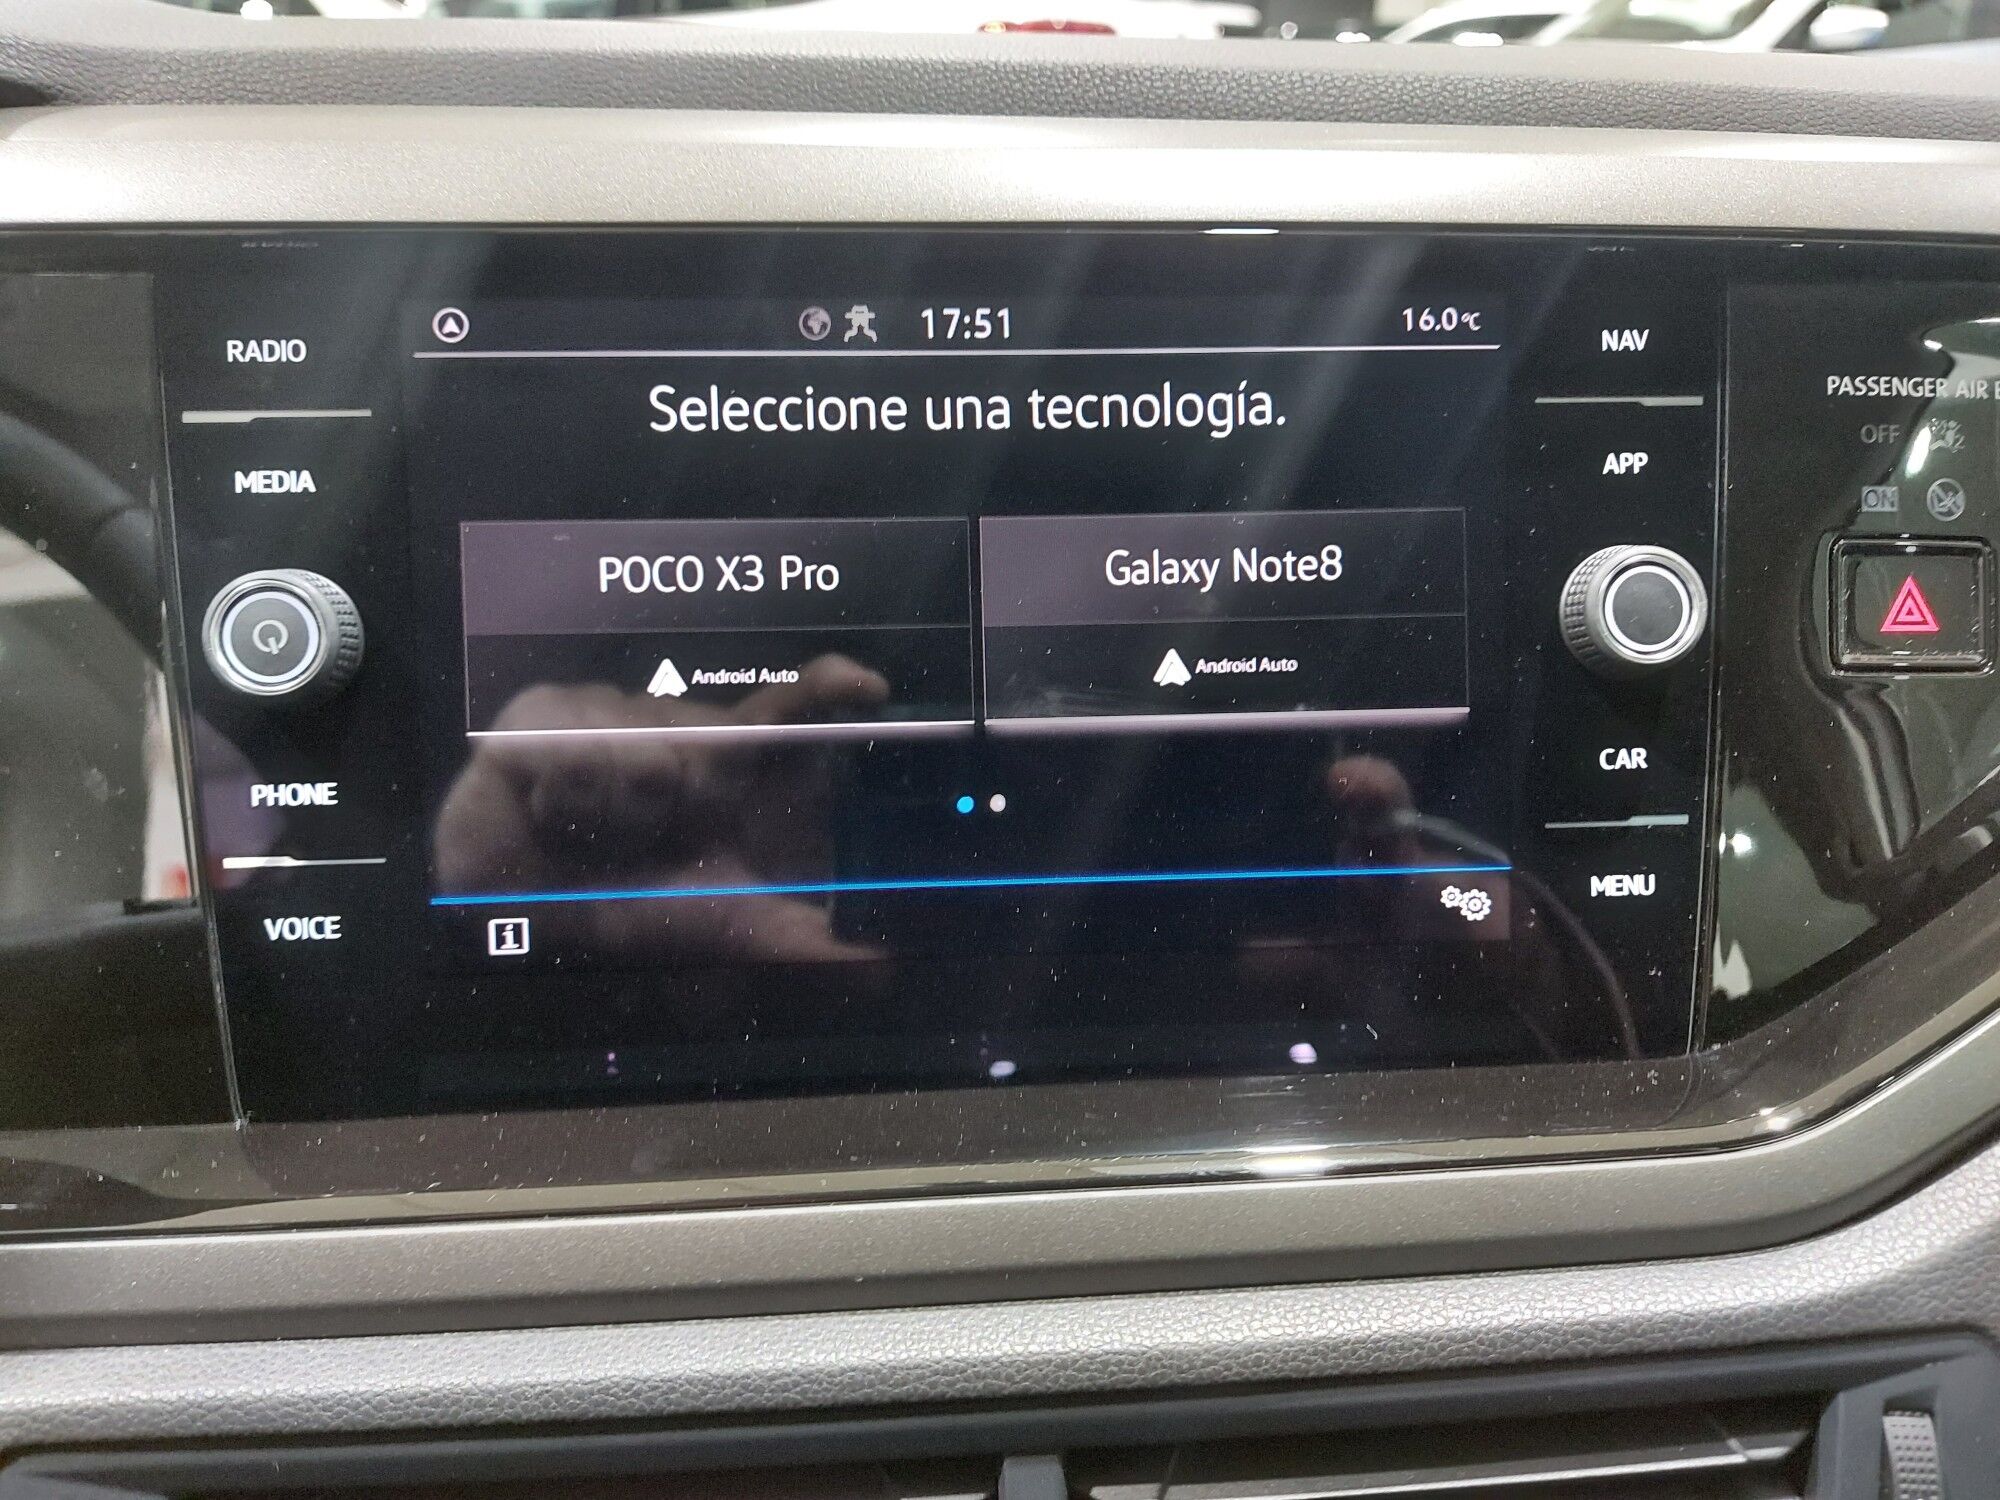 17:51
16.0°C
Seleccione una tecnología.
POCO X3 Pro
Galaxy Note8
Android Auto
Android Auto
i
RADIO
MEDIA
PHONE
VOICE
NAV
APP
CAR
MENU
PASSENGER AIR
OFF
ON